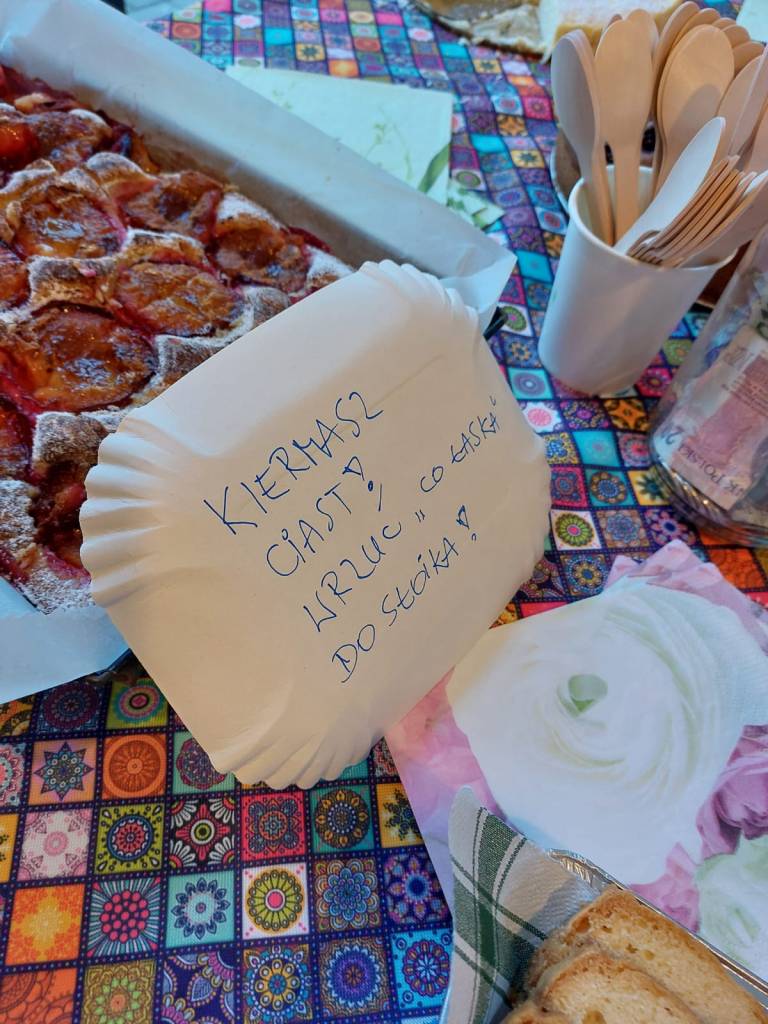 KIERMASZ
CIAST!
WRZUĆ „CO ŁASKA"
DO SŁOIKA!